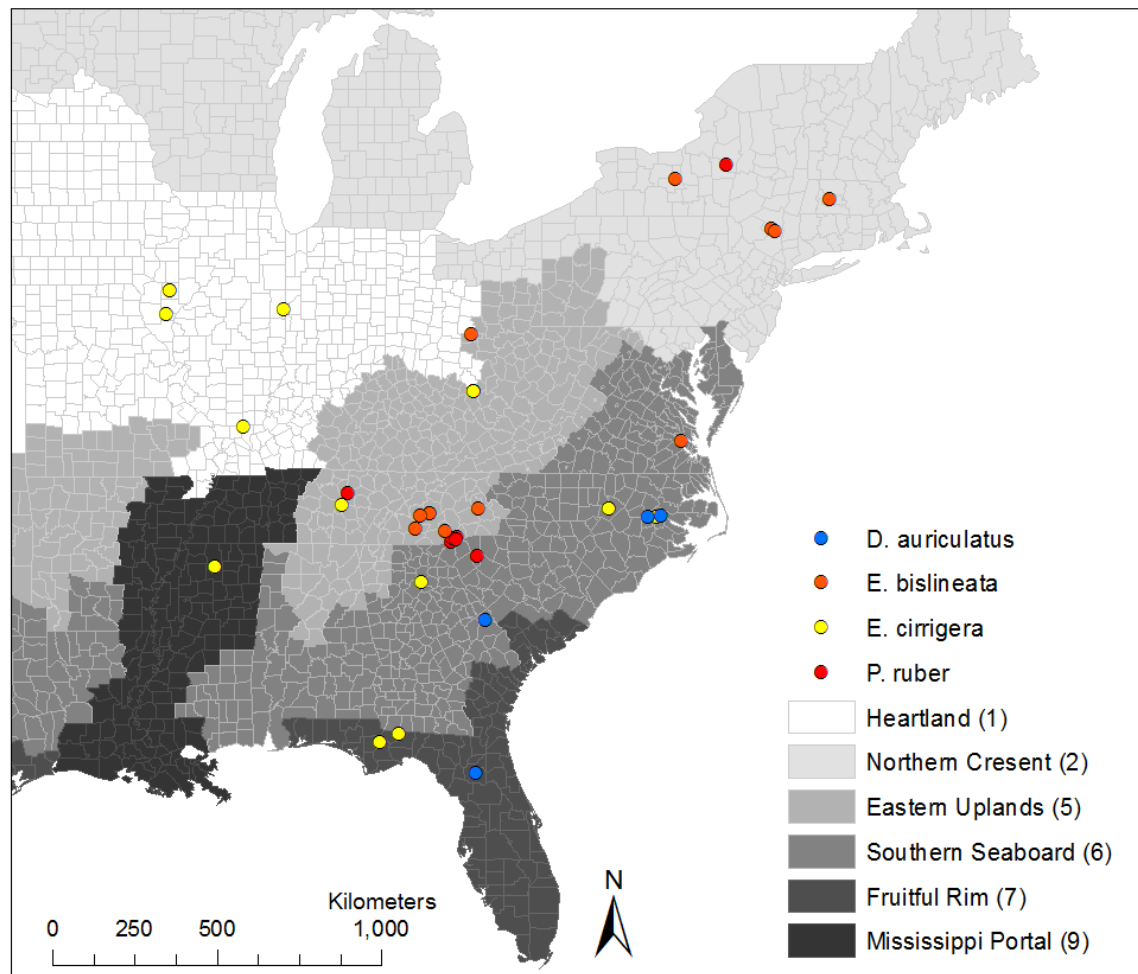 D. auriculatus
E. bislineata
E. cirrigera
P. ruber
Heartland (1)
Northern Cresent (2)
Eastern Uplands (5)
Southern Seaboard (6)
Fruitful Rim (7)
Mississippi Portal (9)
N
Kilometers
0 250 500 1,000